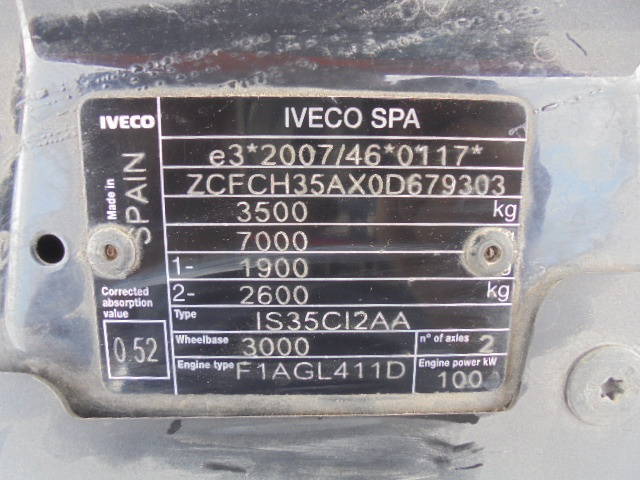 IVECO
IVECO SPA
e3*2007/46*0117*
ZCFCH35AX0D679303
Made in SPAIN
3500 kg
7000
1- 1900
2- 2600 kg
Corrected absorption value
0.52
Type IS35CI2AA
Wheelbase 3000 n° of axles 2
Engine type F1AGL411D Engine power kW 100